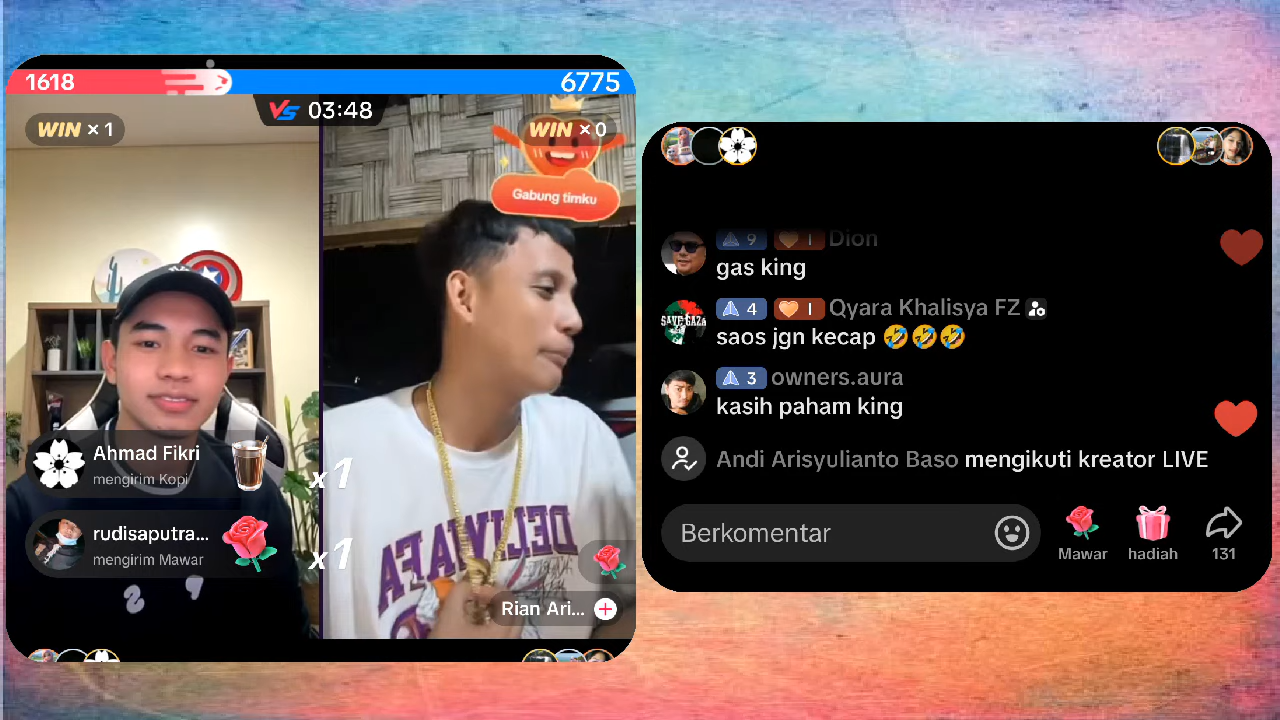 1618
6775
VS 03:48
WIN × 1
WIN × 0
Gabung timku
Ahmad Fikri
mengirim Kopi
x1
rudisaputra...
mengirim Mawar
x1
Rian Ari...
9 I Dion
gas king
SAVE GAZA
4 I Qyara Khalisya FZ
saos jgn kecap 🤣🤣🤣
3 owners.aura
kasih paham king
Andi Arisyulianto Baso mengikuti kreator LIVE
Berkomentar
Mawar
hadiah
131